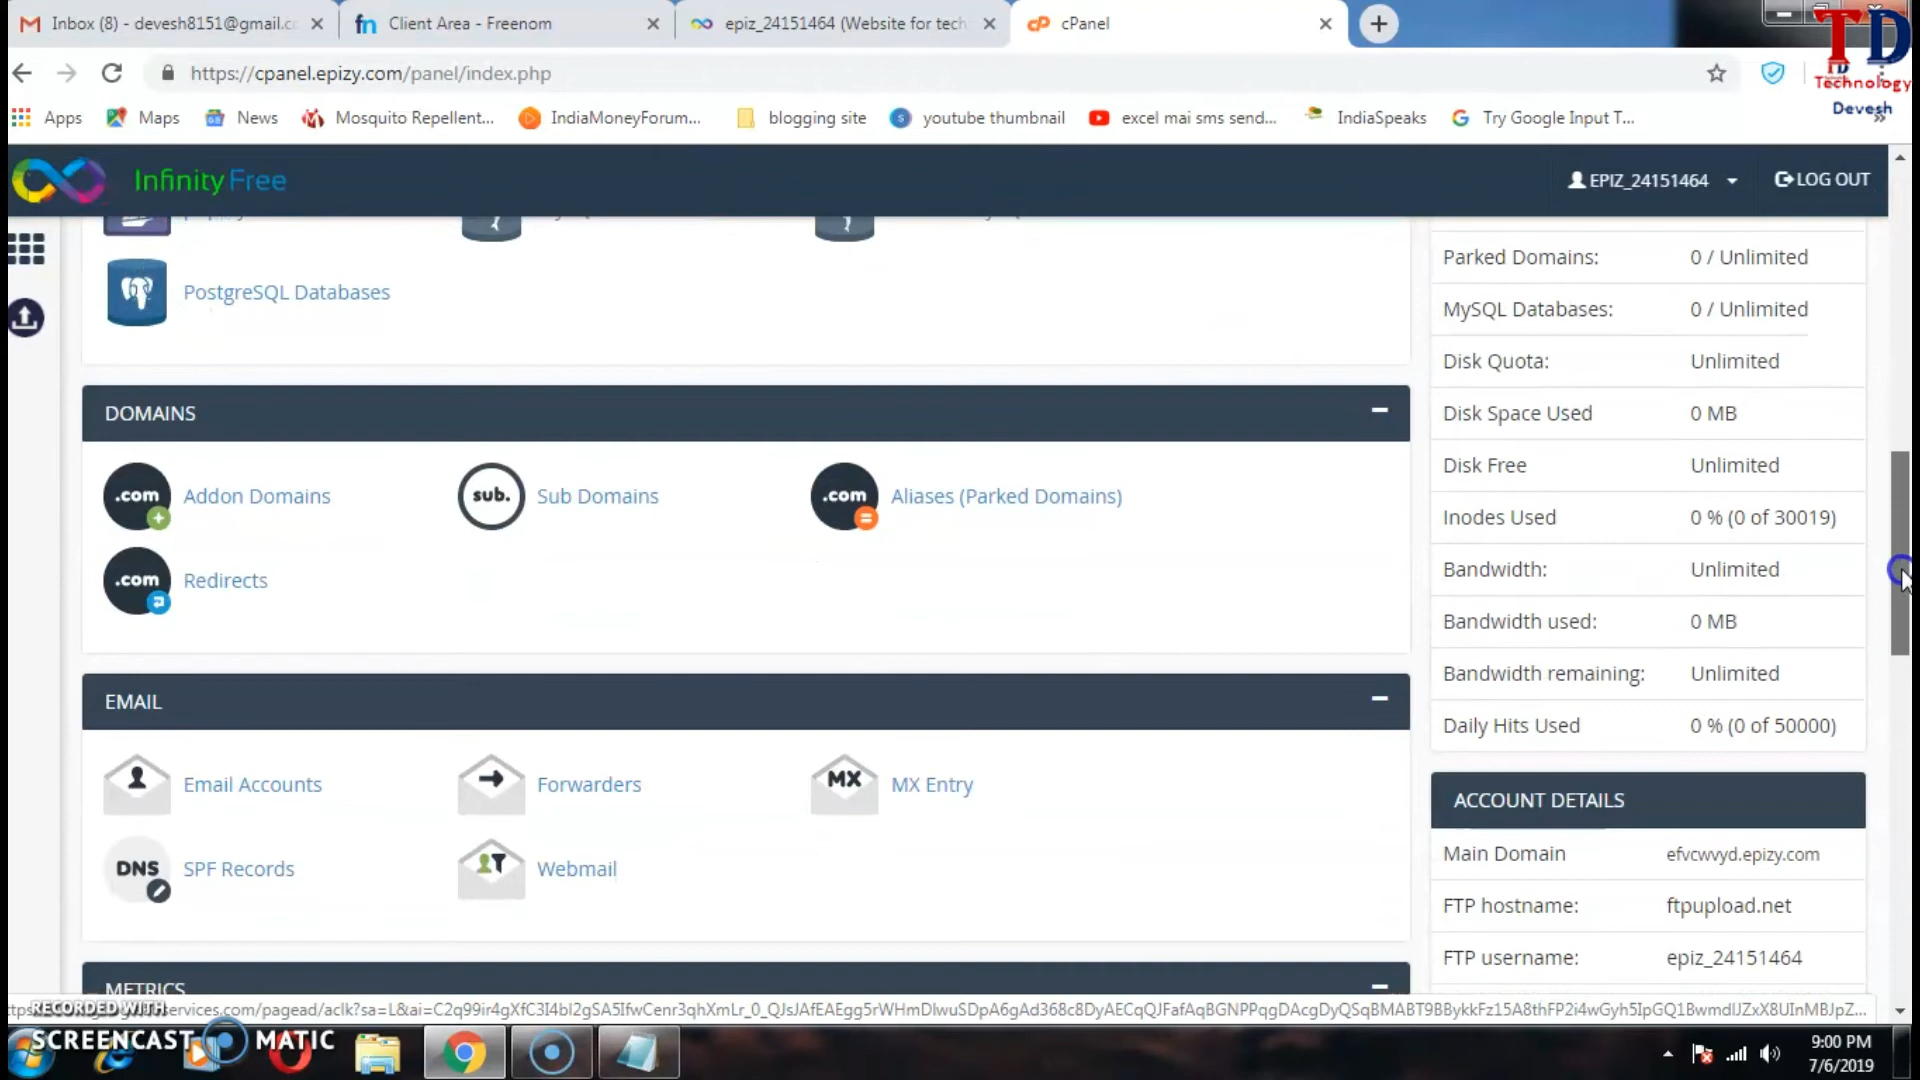 Inbox (8) - devesh8151@gmail.c
Client Area - Freenom
epiz_24151464 (Website for tech
cPanel
https://cpanel.epizy.com/panel/index.php
TD
TD
Technology
Devesh
Apps
Maps
News
Mosquito Repellent...
IndiaMoneyForum...
blogging site
youtube thumbnail
excel mai sms send...
IndiaSpeaks
Try Google Input T...
InfinityFree
EPIZ_24151464
LOG OUT
PostgreSQL Databases
DOMAINS
.com Addon Domains
sub. Sub Domains
.com Aliases (Parked Domains)
.com Redirects
EMAIL
Email Accounts
Forwarders
MX MX Entry
DNS SPF Records
Webmail
METRICS
Parked Domains: 0 / Unlimited
MySQL Databases: 0 / Unlimited
Disk Quota: Unlimited
Disk Space Used 0 MB
Disk Free Unlimited
Inodes Used 0 % (0 of 30019)
Bandwidth: Unlimited
Bandwidth used: 0 MB
Bandwidth remaining: Unlimited
Daily Hits Used 0 % (0 of 50000)
ACCOUNT DETAILS
Main Domain efvcwvyd.epizy.com
FTP hostname: ftpupload.net
FTP username: epiz_24151464
RECORDED WITH
SCREENCAST MATIC
9:00 PM
7/6/2019